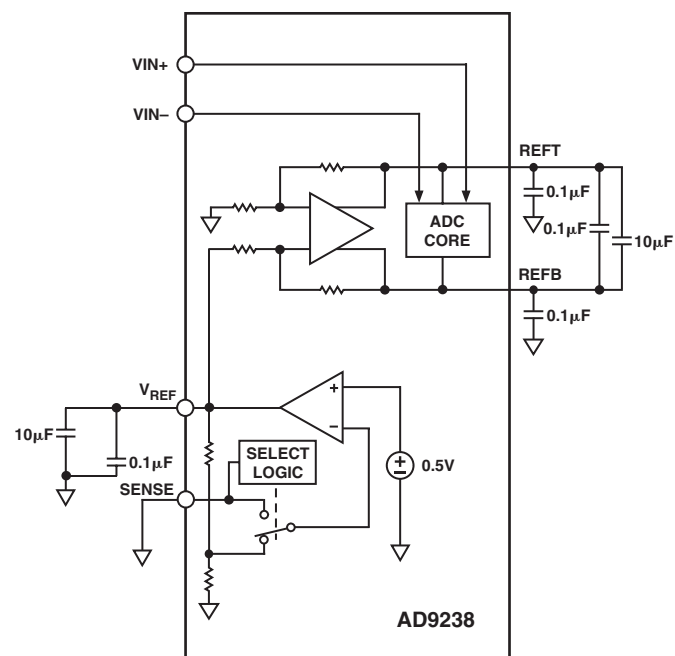 VIN+
VIN–
REFT
0.1μF
0.1μF
10μF
ADC
CORE
REFB
0.1μF
VREF
10μF
0.1μF
SENSE
SELECT
LOGIC
+
–
0.5V
+
–
AD9238